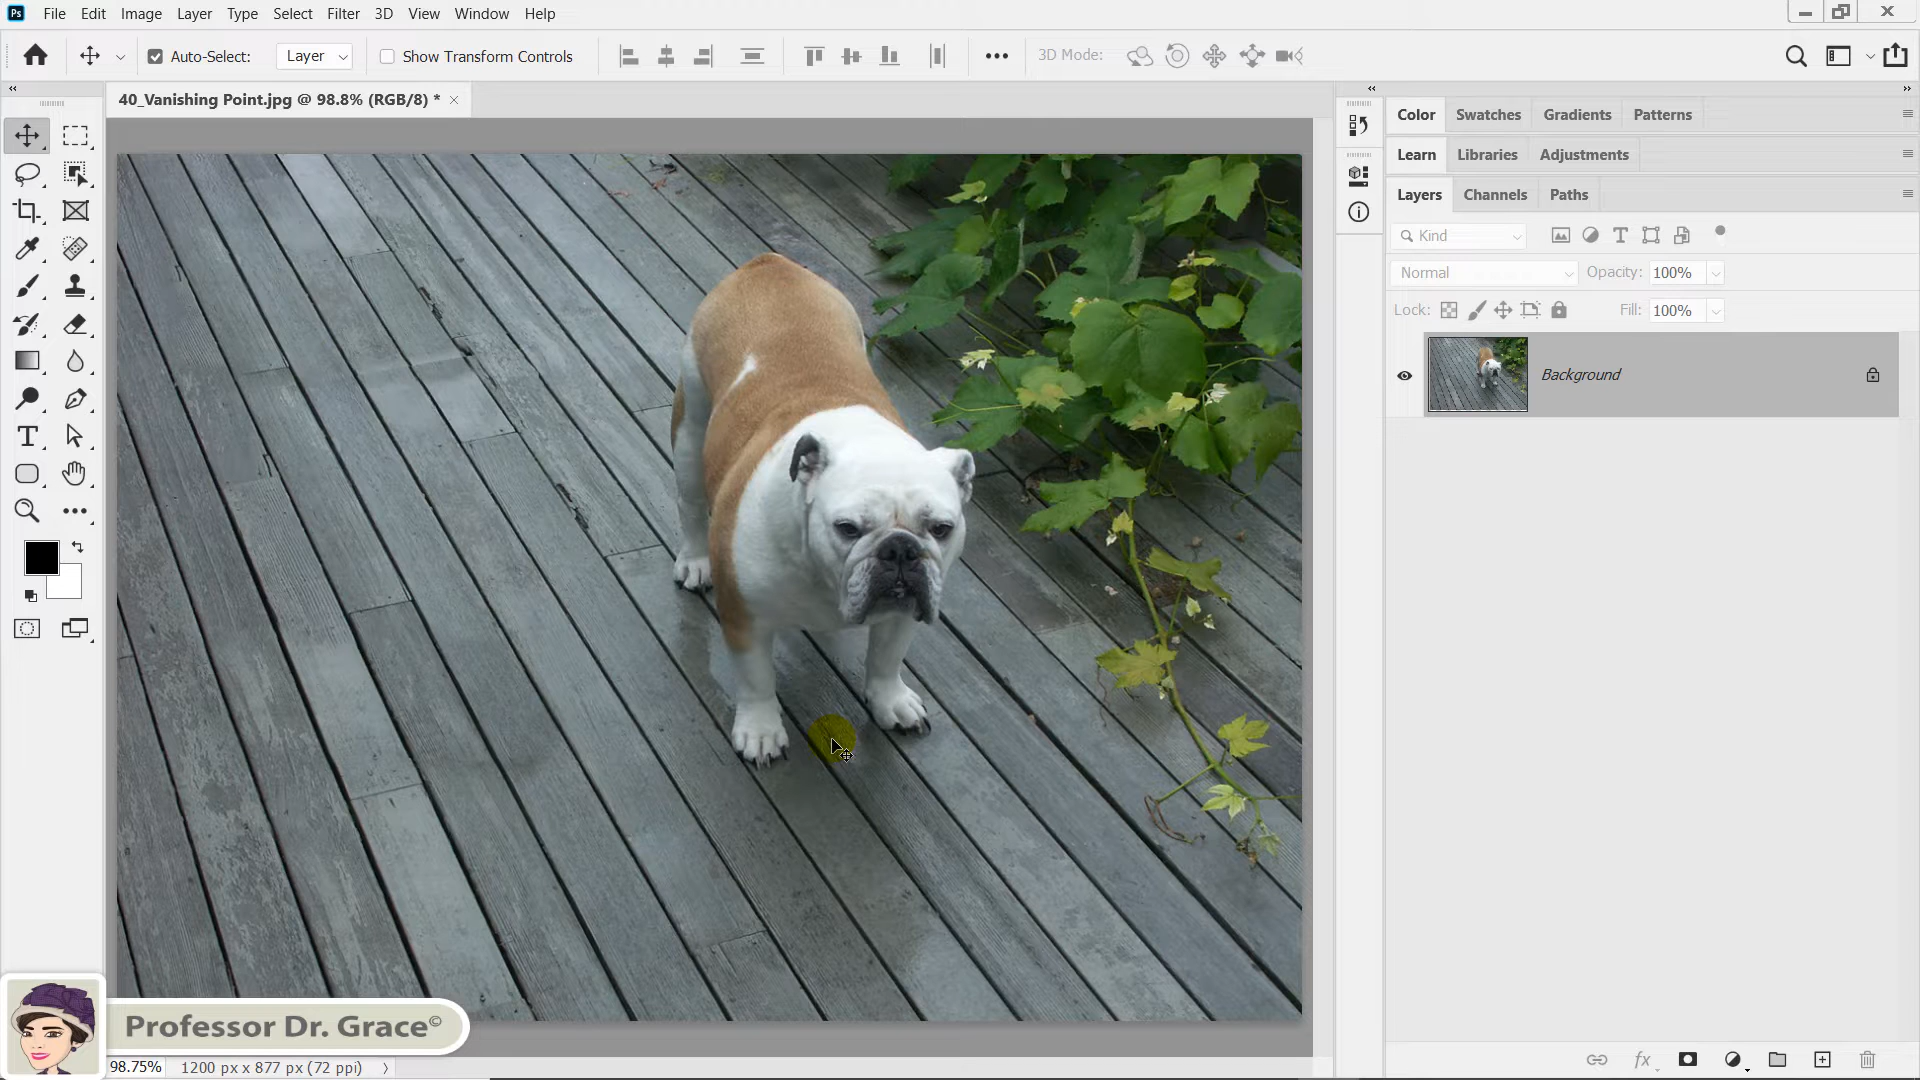 Ps File Edit Image Layer Type Select Filter 3D View Window Help
Auto-Select: Layer Show Transform Controls 3D Mode:
40_Vanishing Point.jpg @ 98.8% (RGB/8) *
Color Swatches Gradients Patterns
Learn Libraries Adjustments
Layers Channels Paths
Kind
Normal Opacity: 100%
Lock: Fill: 100%
Background
fx
Professor Dr. Grace©
98.75% 1200 px x 877 px (72 ppi)